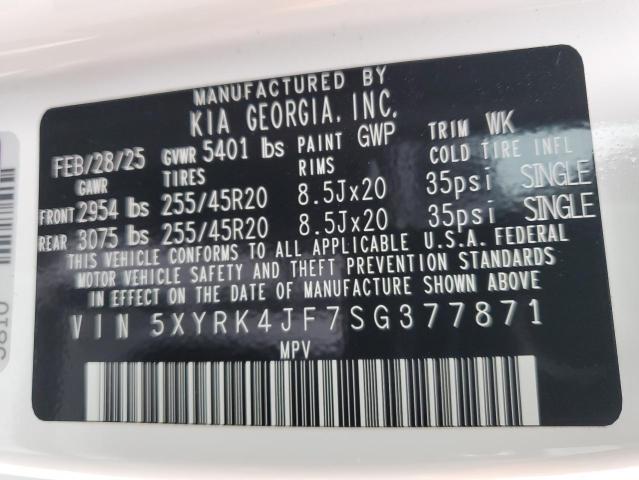 MANUFACTURED BY
KIA GEORGIA, INC.
FEB/28/25 GVWR 5401 lbs PAINT GWP TRIM WK
GAWR TIRES RIMS COLD TIRE INFL
FRONT 2954 lbs 255/45R20 8.5Jx20 35psi SINGLE
REAR 3075 lbs 255/45R20 8.5Jx20 35psi SINGLE
THIS VEHICLE CONFORMS TO ALL APPLICABLE U.S.A. FEDERAL
MOTOR VEHICLE SAFETY AND THEFT PREVENTION STANDARDS
IN EFFECT ON THE DATE OF MANUFACTURE SHOWN ABOVE
VIN 5XYRK4JF7SG377871
MPV